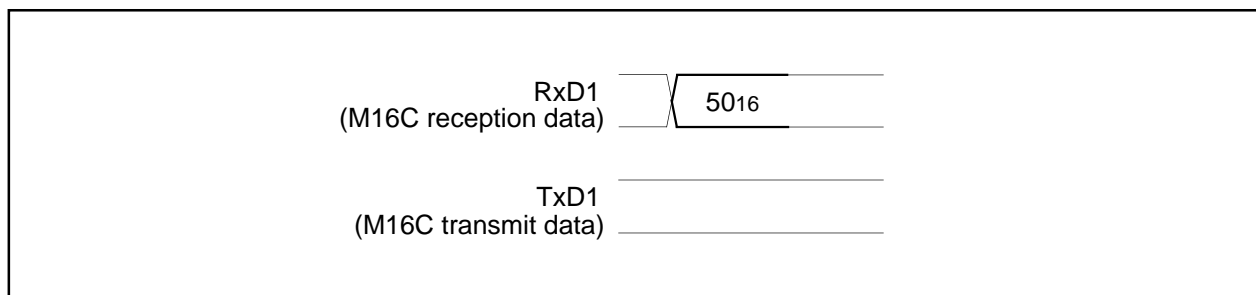 RxD1
(M16C reception data)
5016
TxD1
(M16C transmit data)